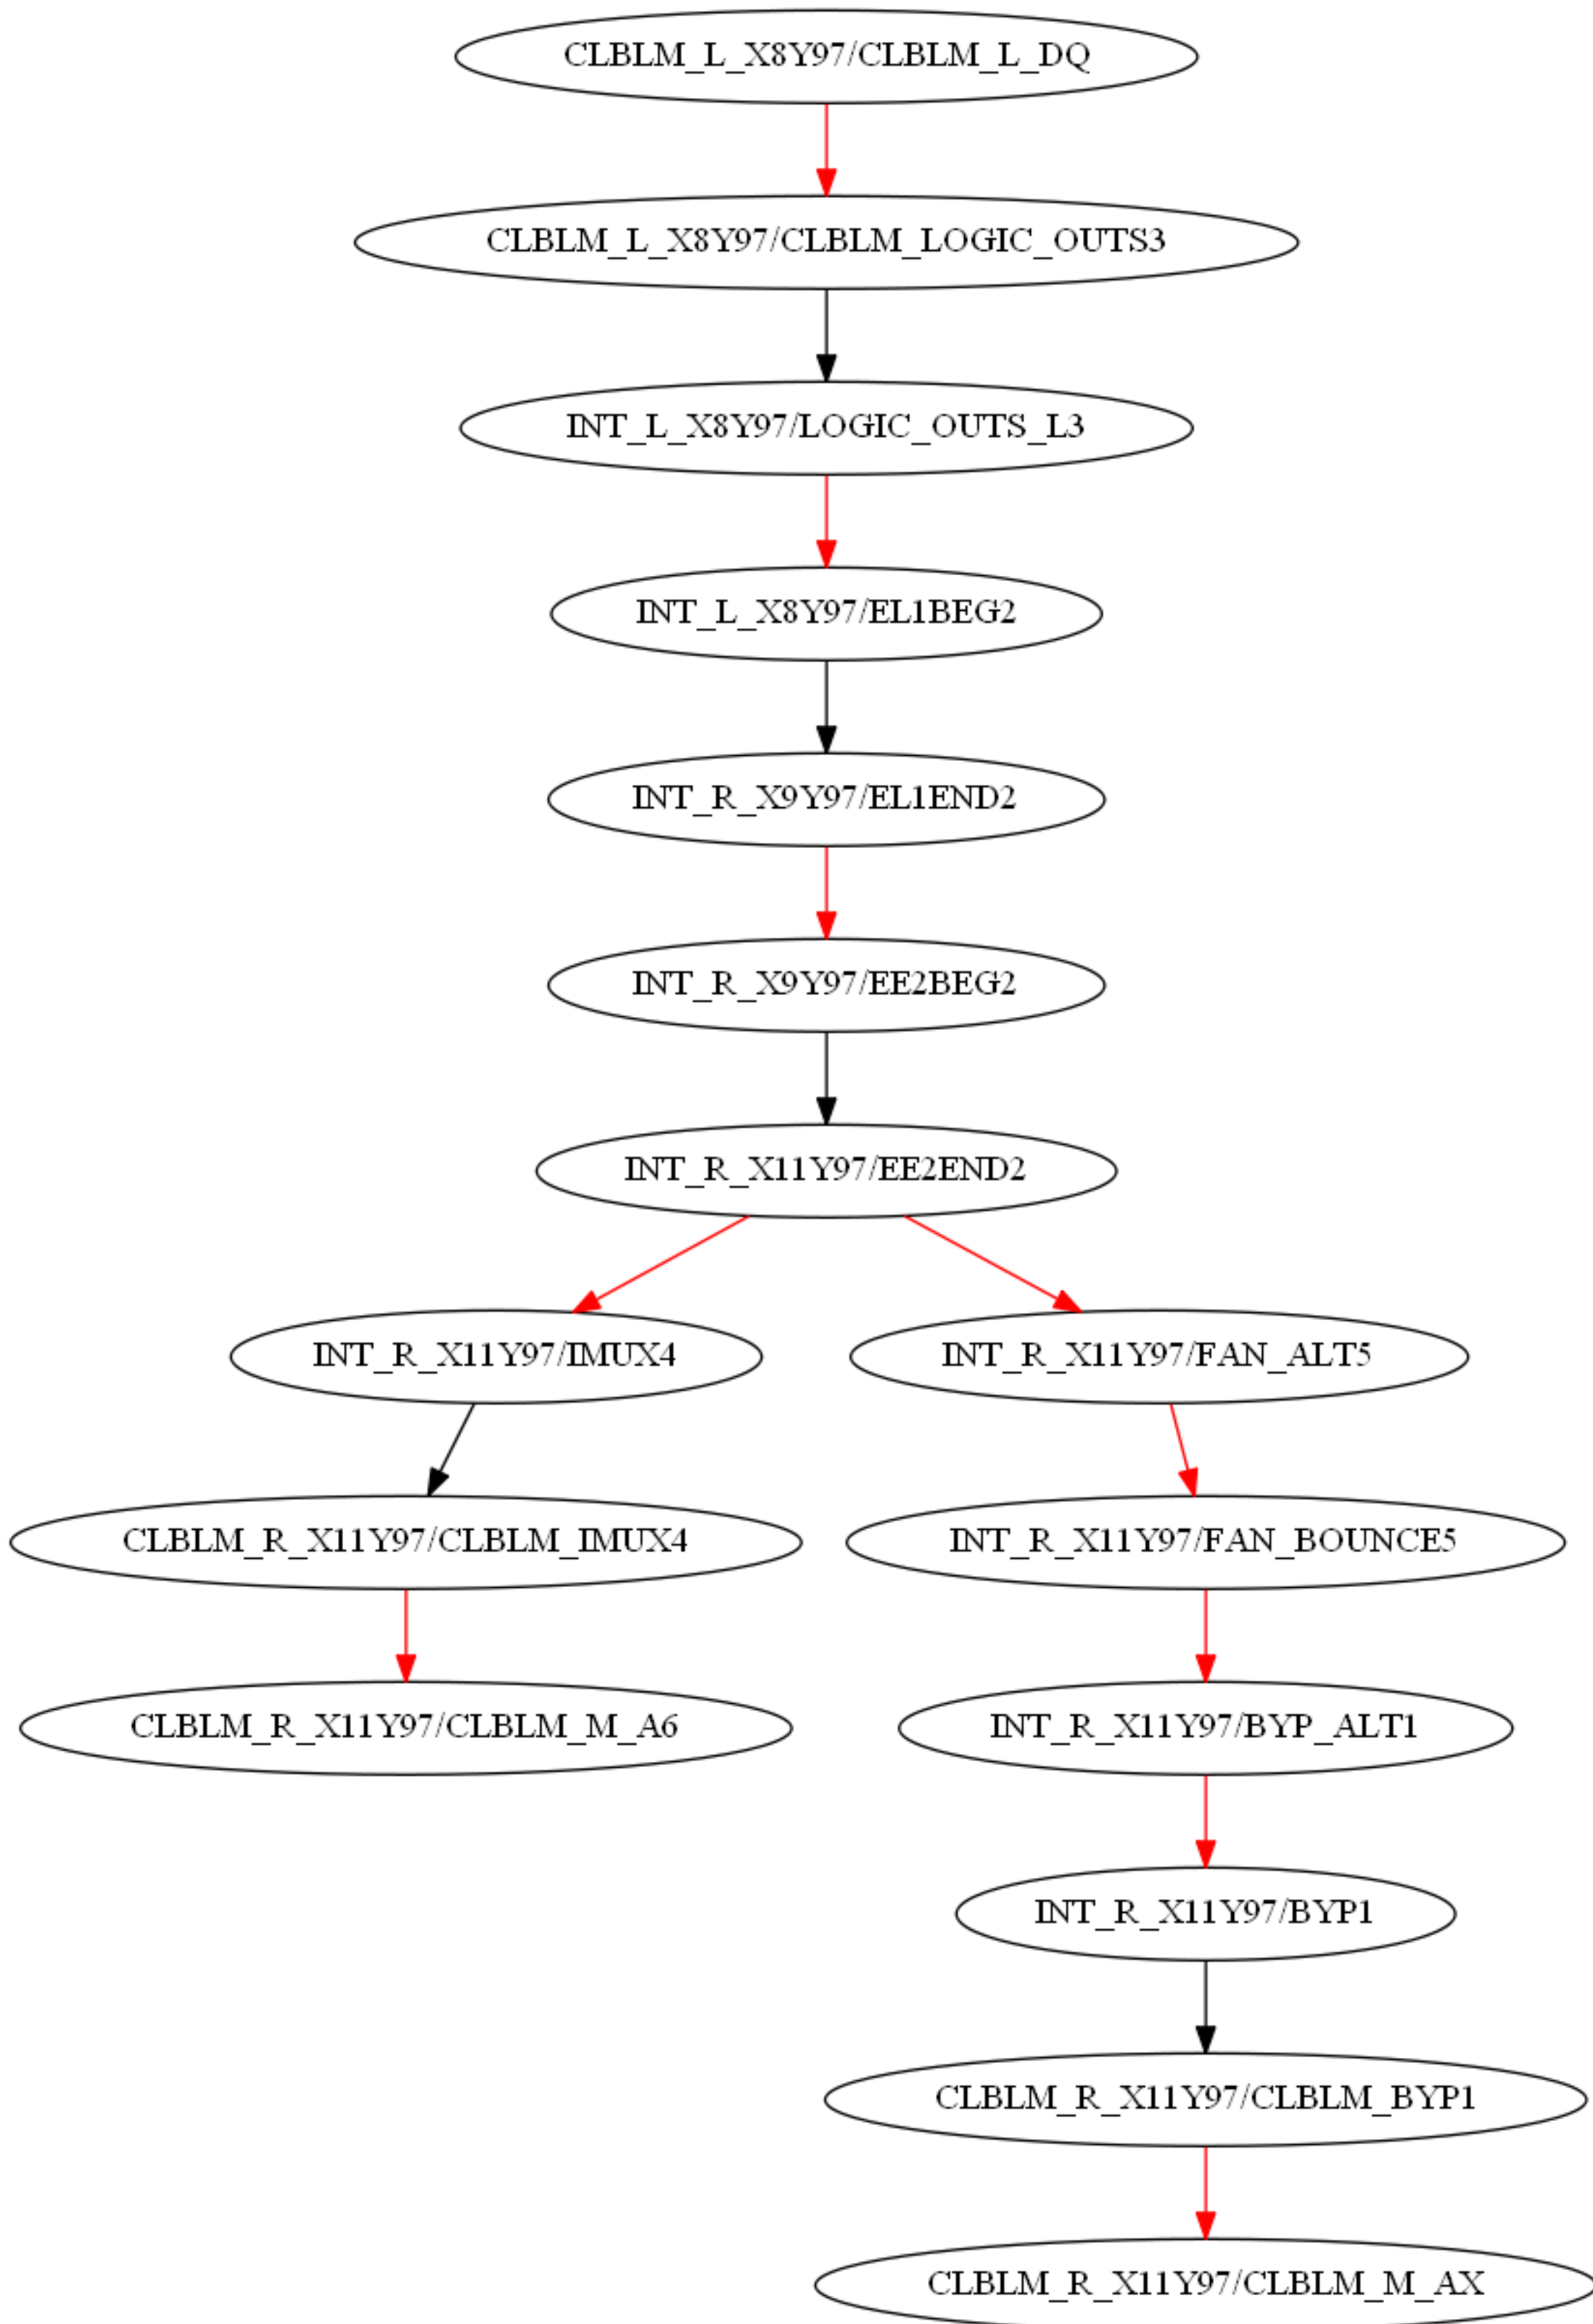 CLBLM_L_X8Y97/CLBLM_L_DQ
CLBLM_L_X8Y97/CLBLM_LOGIC_OUTS3
INT_L_X8Y97/LOGIC_OUTS_L3
INT_L_X8Y97/EL1BEG2
INT_R_X9Y97/EL1END2
INT_R_X9Y97/EE2BEG2
INT_R_X11Y97/EE2END2
INT_R_X11Y97/IMUX4
INT_R_X11Y97/FAN_ALT5
CLBLM_R_X11Y97/CLBLM_IMUX4
INT_R_X11Y97/FAN_BOUNCE5
CLBLM_R_X11Y97/CLBLM_M_A6
INT_R_X11Y97/BYP_ALT1
INT_R_X11Y97/BYP1
CLBLM_R_X11Y97/CLBLM_BYP1
CLBLM_R_X11Y97/CLBLM_M_AX